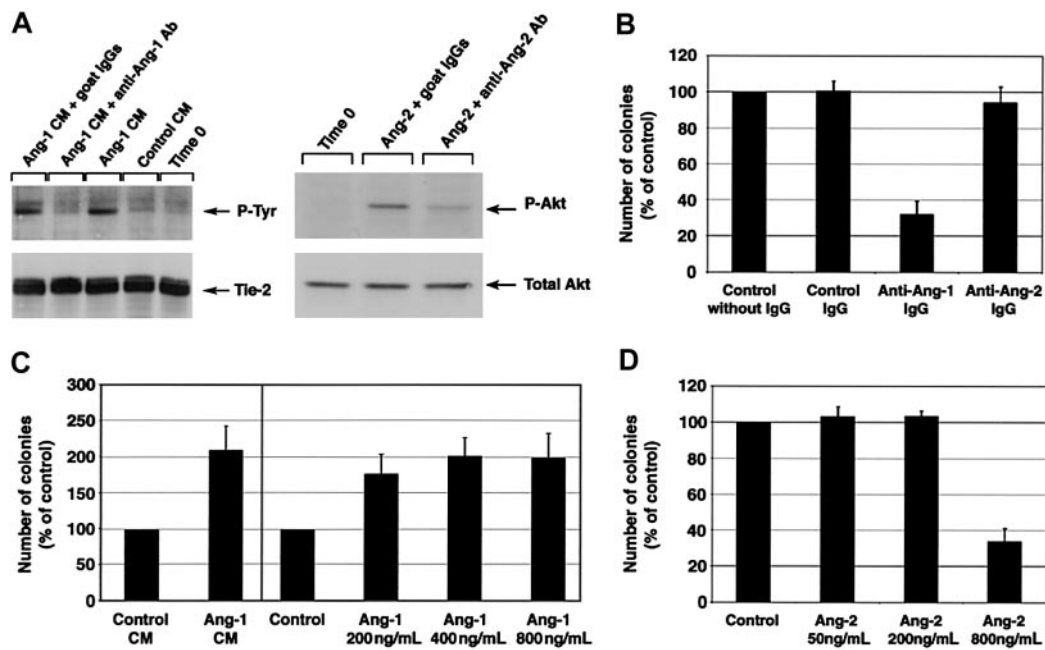 A
Ang-1 CM + goat IgGs
Ang-1 CM + anti-Ang-1 Ab
Ang-1 CM
Control CM
Time 0
P-Tyr
Tie-2
Time 0
Ang-2 + goat IgGs
Ang-2 + anti-Ang-2 Ab
P-Akt
Total Akt
B
Number of colonies
(% of control)
120
100
80
60
40
20
0
Control
without IgG
Control
IgG
Anti-Ang-1
IgG
Anti-Ang-2
IgG
C
Number of colonies
(% of control)
300
250
200
150
100
50
0
Control
CM
Ang-1
CM
Control
Ang-1
200ng/mL
Ang-1
400ng/mL
Ang-1
800ng/mL
D
Number of colonies
(% of control)
120
100
80
60
40
20
0
Control
Ang-2
50ng/mL
Ang-2
200ng/mL
Ang-2
800ng/mL